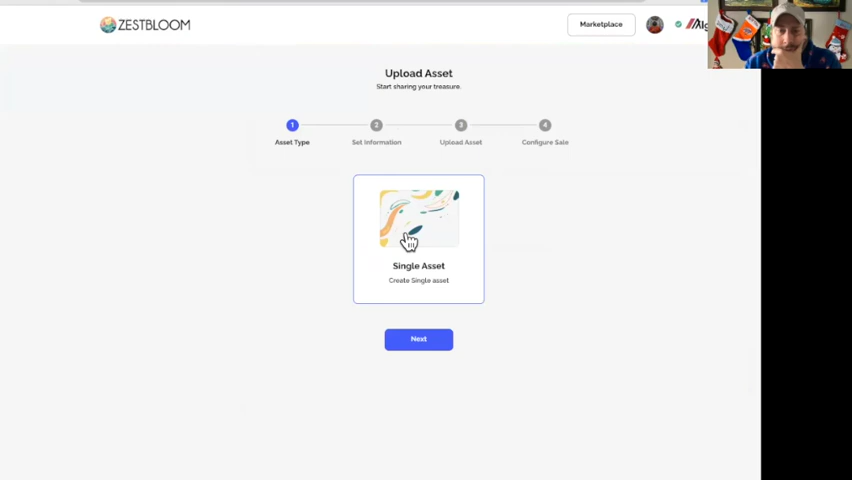 ZESTBLOOM
Marketplace
Upload Asset
Start sharing your treasure.
1 2 3 4
Asset Type Set Information Upload Asset Configure Sale
Single Asset
Create Single asset
Next